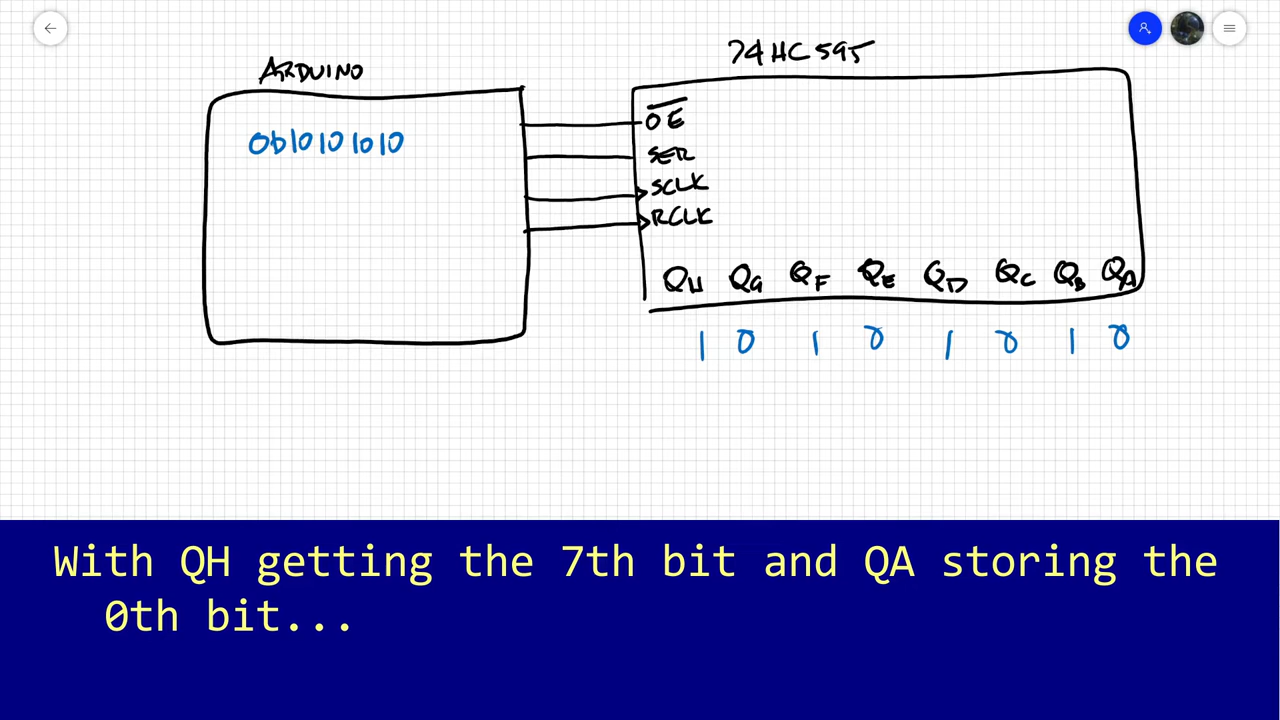 ARDUINO
74HC595
0b10101010
OE
SER
SCLK
RCLK
QH QG QF QE QD QC QB QA
1 0 1 0 1 0 1 0
With QH getting the 7th bit and QA storing the
0th bit...